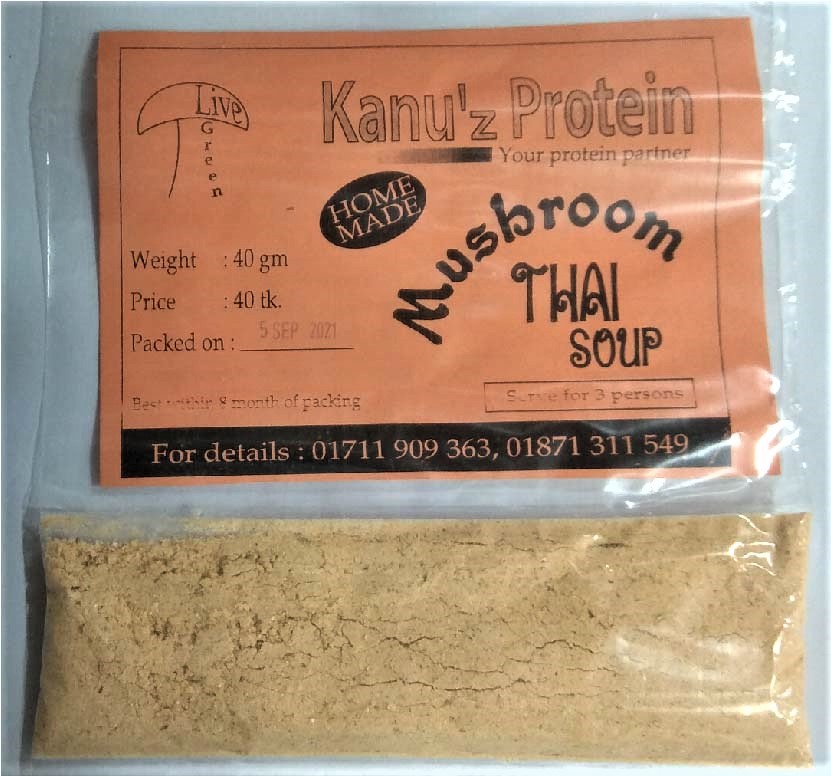 Live
Green
Kanu'z Protein
Your protein partner
HOME
MADE
Mushroom
THAI
SOUP
Weight : 40 gm
Price : 40 tk.
Packed on : 5 SEP 2021
Best within 8 month of packing
Serve for 3 persons
For details : 01711 909 363, 01871 311 549